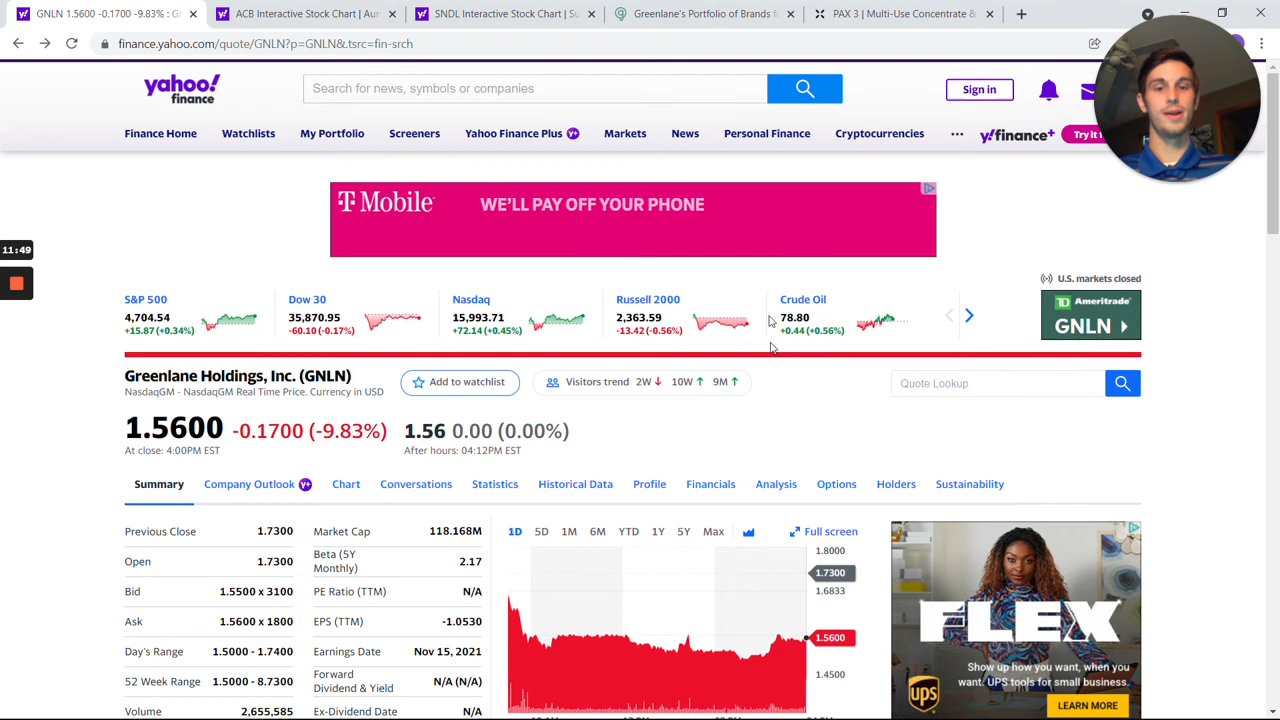 GNLN 1.5600 -0.1700 -9.83% : G
ACB Interactive Stock Chart | Au
SNDL Interactive Stock Chart | Su
Greenlane's Portfolio of Brands f
PAX 3 | Multi-Use Concentrate &
finance.yahoo.com/quote/GNLN?p=GNLN&.tsrc=fin-srch
yahoo!
finance
Search for news, symbols or companies
Sign in
Finance Home
Watchlists
My Portfolio
Screeners
Yahoo Finance Plus
Markets
News
Personal Finance
Cryptocurrencies
y!finance+
Try it
T Mobile
WE'LL PAY OFF YOUR PHONE
11:49
U.S. markets closed
S&P 500
4,704.54
+15.87 (+0.34%)
Dow 30
35,870.95
-60.10 (-0.17%)
Nasdaq
15,993.71
+72.14 (+0.45%)
Russell 2000
2,363.59
-13.42 (-0.56%)
Crude Oil
78.80
+0.44 (+0.56%)
TD Ameritrade
GNLN
Greenlane Holdings, Inc. (GNLN)
NasdaqGM - NasdaqGM Real Time Price. Currency in USD
Add to watchlist
Visitors trend 2W ↓ 10W ↑ 9M ↑
Quote Lookup
1.5600 -0.1700 (-9.83%)
At close: 4:00PM EST
1.56 0.00 (0.00%)
After hours: 04:12PM EST
Summary
Company Outlook
Chart
Conversations
Statistics
Historical Data
Profile
Financials
Analysis
Options
Holders
Sustainability
Previous Close 1.7300
Open 1.7300
Bid 1.5500 x 3100
Ask 1.5600 x 1800
Day's Range 1.5000 - 1.7400
52 Week Range 1.5000 - 8.7300
Volume 2,655,585
Market Cap 118.168M
Beta (5Y
Monthly) 2.17
PE Ratio (TTM) N/A
EPS (TTM) -1.0530
Earnings Date Nov 15, 2021
Forward
Dividend & Yield N/A (N/A)
Ex-Dividend Date N/A
1D 5D 1M 6M YTD 1Y 5Y Max
Full screen
1.8000
1.7300
1.6833
1.5600
1.4500
FLEX
Show up how you want, when you
want. UPS tools for small business.
ups
LEARN MORE